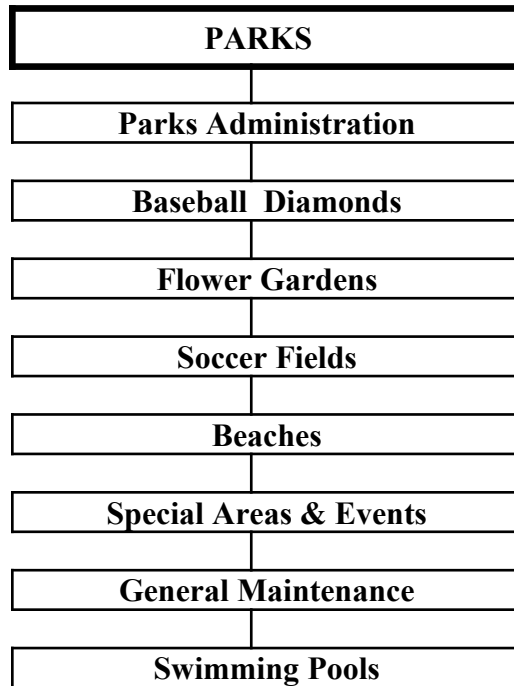 PARKS
Parks Administration
Baseball Diamonds
Flower Gardens
Soccer Fields
Beaches
Special Areas & Events
General Maintenance
Swimming Pools